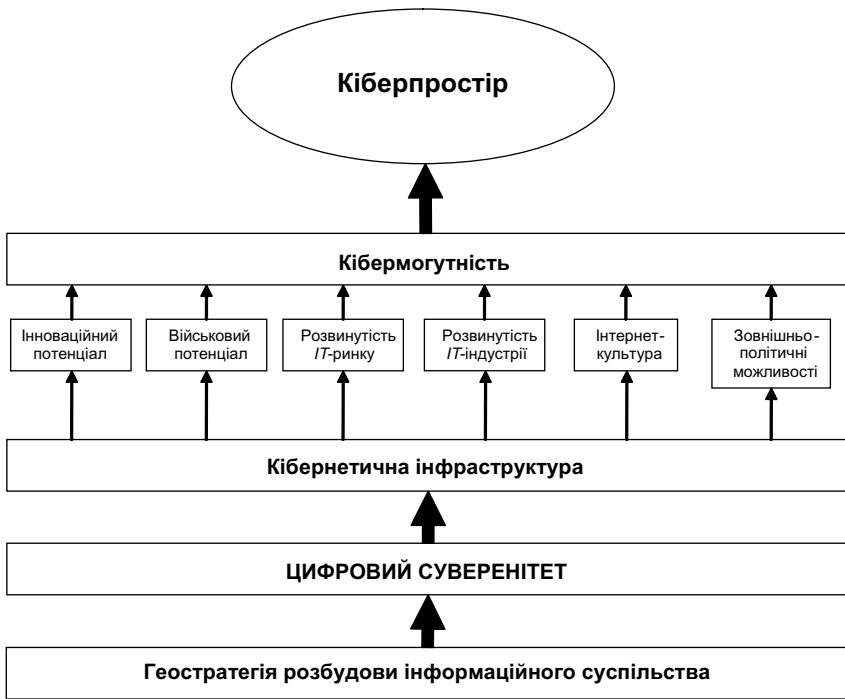 Кіберпростір
Кібермогутність
Інноваційний
потенціал
Військовий
потенціал
Розвинутість
IT-ринку
Розвинутість
IT-індустрії
Інтернет-
культура
Зовнішньо-
політичні
можливості
Кібернетична інфраструктура
ЦИФРОВИЙ СУВЕРЕНІТЕТ
Геостратегія розбудови інформаційного суспільства